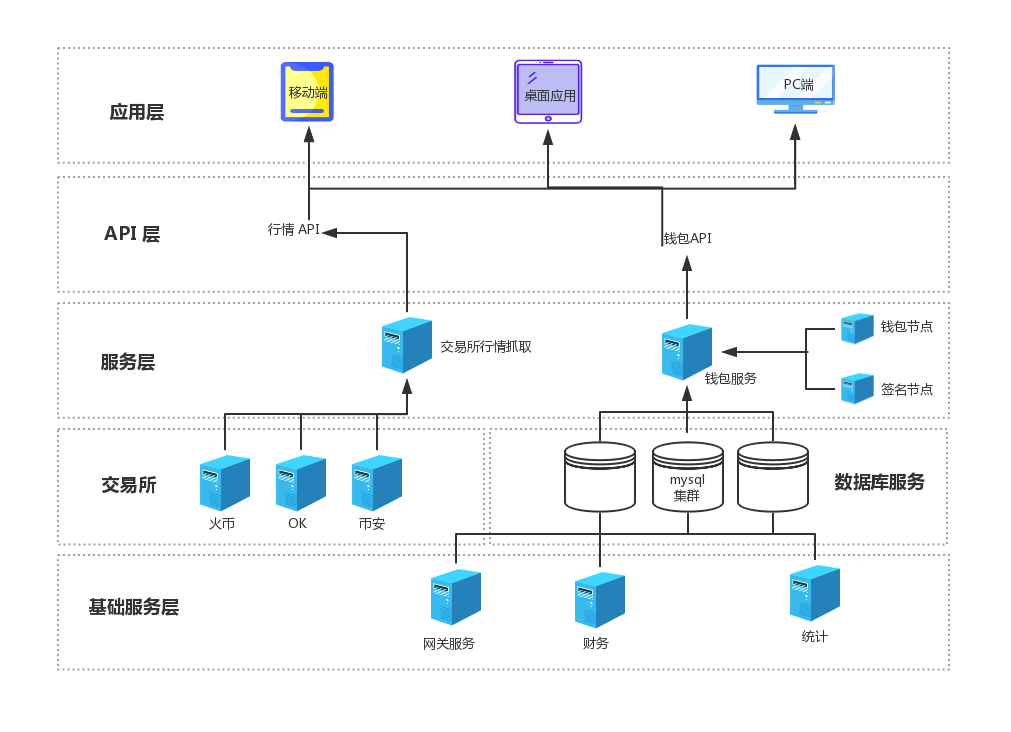 移动端
桌面应用
PC端
应用层
行情 API
API 层
钱包API
钱包节点
交易所行情抓取
服务层
钱包服务
签名节点
交易所
mysql
集群
数据库服务
火币
OK
币安
基础服务层
网关服务
财务
统计